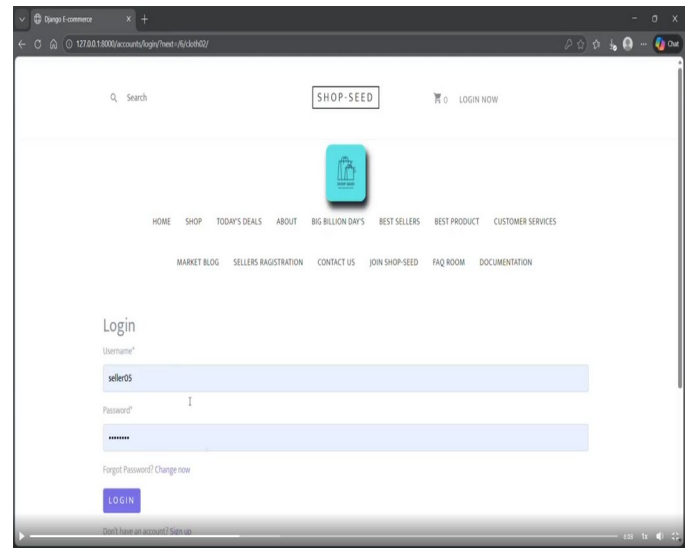 Django E-commerce
127.0.0.1:8000/accounts/login/?next=/6/cloth02/
Chat
Search
SHOP-SEED
0 LOGIN NOW
HOME SHOP TODAY'S DEALS ABOUT BIG BILLION DAY'S BEST SELLERS BEST PRODUCT CUSTOMER SERVICES
MARKET BLOG SELLERS RAGISTRATION CONTACT US JOIN SHOP-SEED FAQ ROOM DOCUMENTATION
Login
Username*
seller05
Password*
••••••••
Forgot Password? Change now
LOGIN
Don't have an account? Sign up
1x